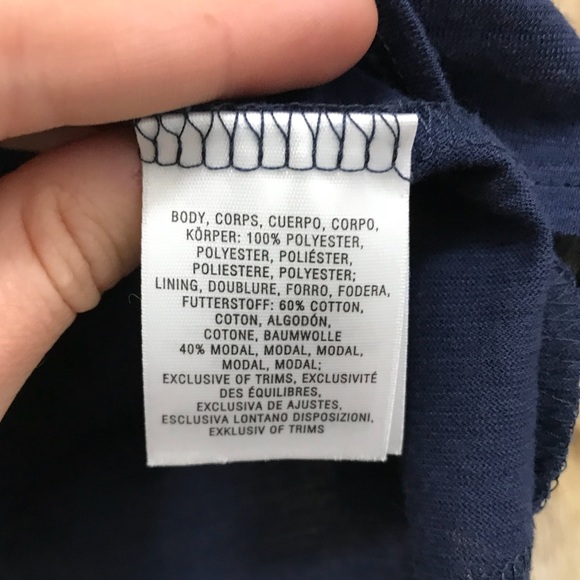 BODY, CORPS, CUERPO, CORPO,
KÖRPER: 100% POLYESTER,
POLYESTER, POLIÉSTER,
POLIESTERE, POLYESTER;
LINING, DOUBLURE, FORRO, FODERA,
FUTTERSTOFF: 60% COTTON,
COTON, ALGODÓN,
COTONE, BAUMWOLLE
40% MODAL, MODAL, MODAL,
MODAL, MODAL;
EXCLUSIVE OF TRIMS, EXCLUSIVITÉ
DES ÉQUILIBRES,
EXCLUSIVA DE AJUSTES,
ESCLUSIVA LONTANO DISPOSIZIONI,
EXKLUSIV OF TRIMS